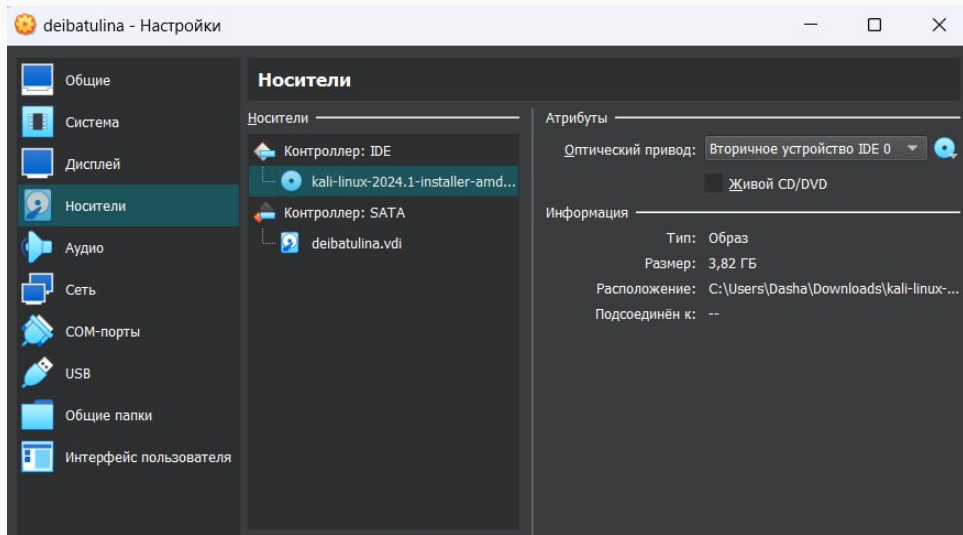 deibatulina - Настройки
Общие
Система
Дисплей
Носители
Аудио
Сеть
COM-порты
USB
Общие папки
Интерфейс пользователя
Носители
Носители
Контроллер: IDE
kali-linux-2024.1-installer-amd...
Контроллер: SATA
deibatulina.vdi
Атрибуты
Оптический привод: Вторичное устройство IDE 0
Живой CD/DVD
Информация
Тип: Образ
Размер: 3,82 ГБ
Расположение: C:\Users\Dasha\Downloads\kali-linux-...
Подсоединён к: --